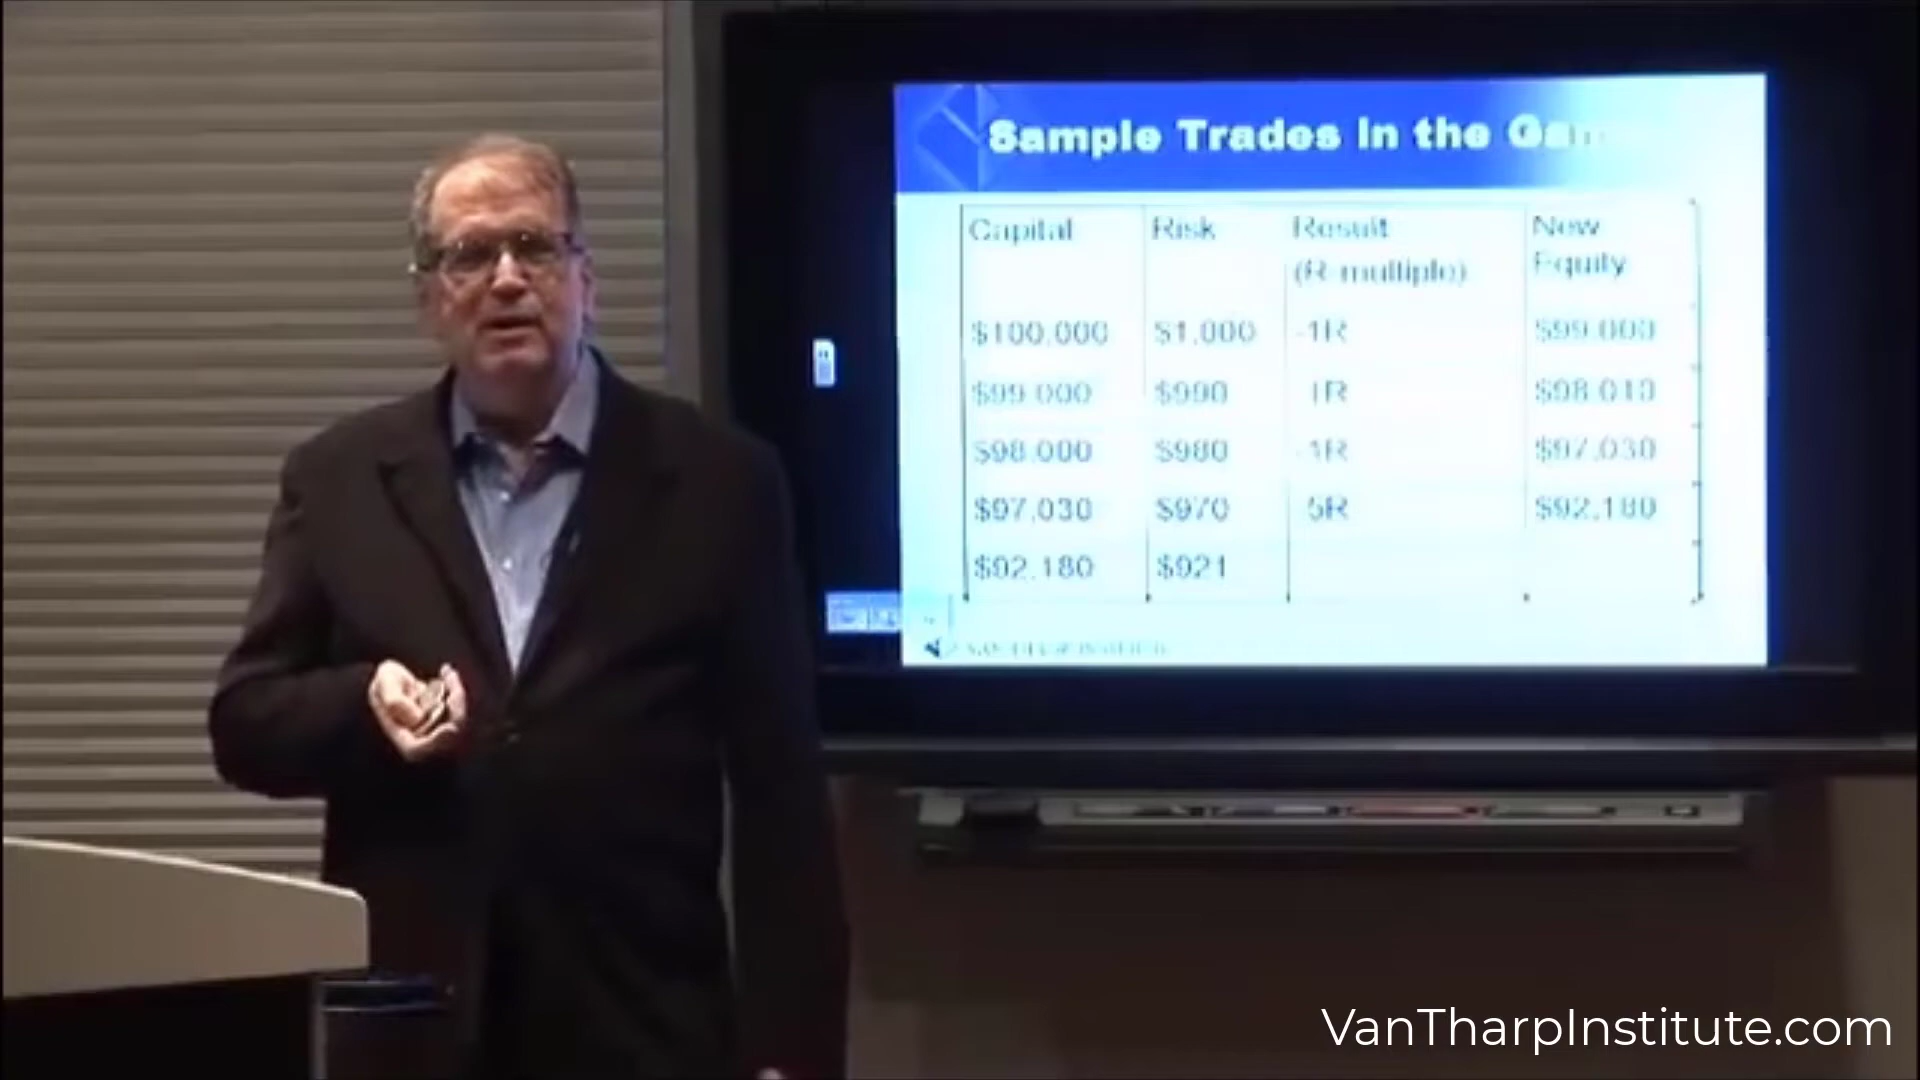 Sample Trades in the
Capital Risk Result New
(R multiple) Equity
$100,000 $1,000 -1R $99,000
$99,000 $990 1R $98,010
$98,000 $980 -1R $97,030
$97,030 $970 5R $92,180
$92,180 $921
VanTharpInstitute.com